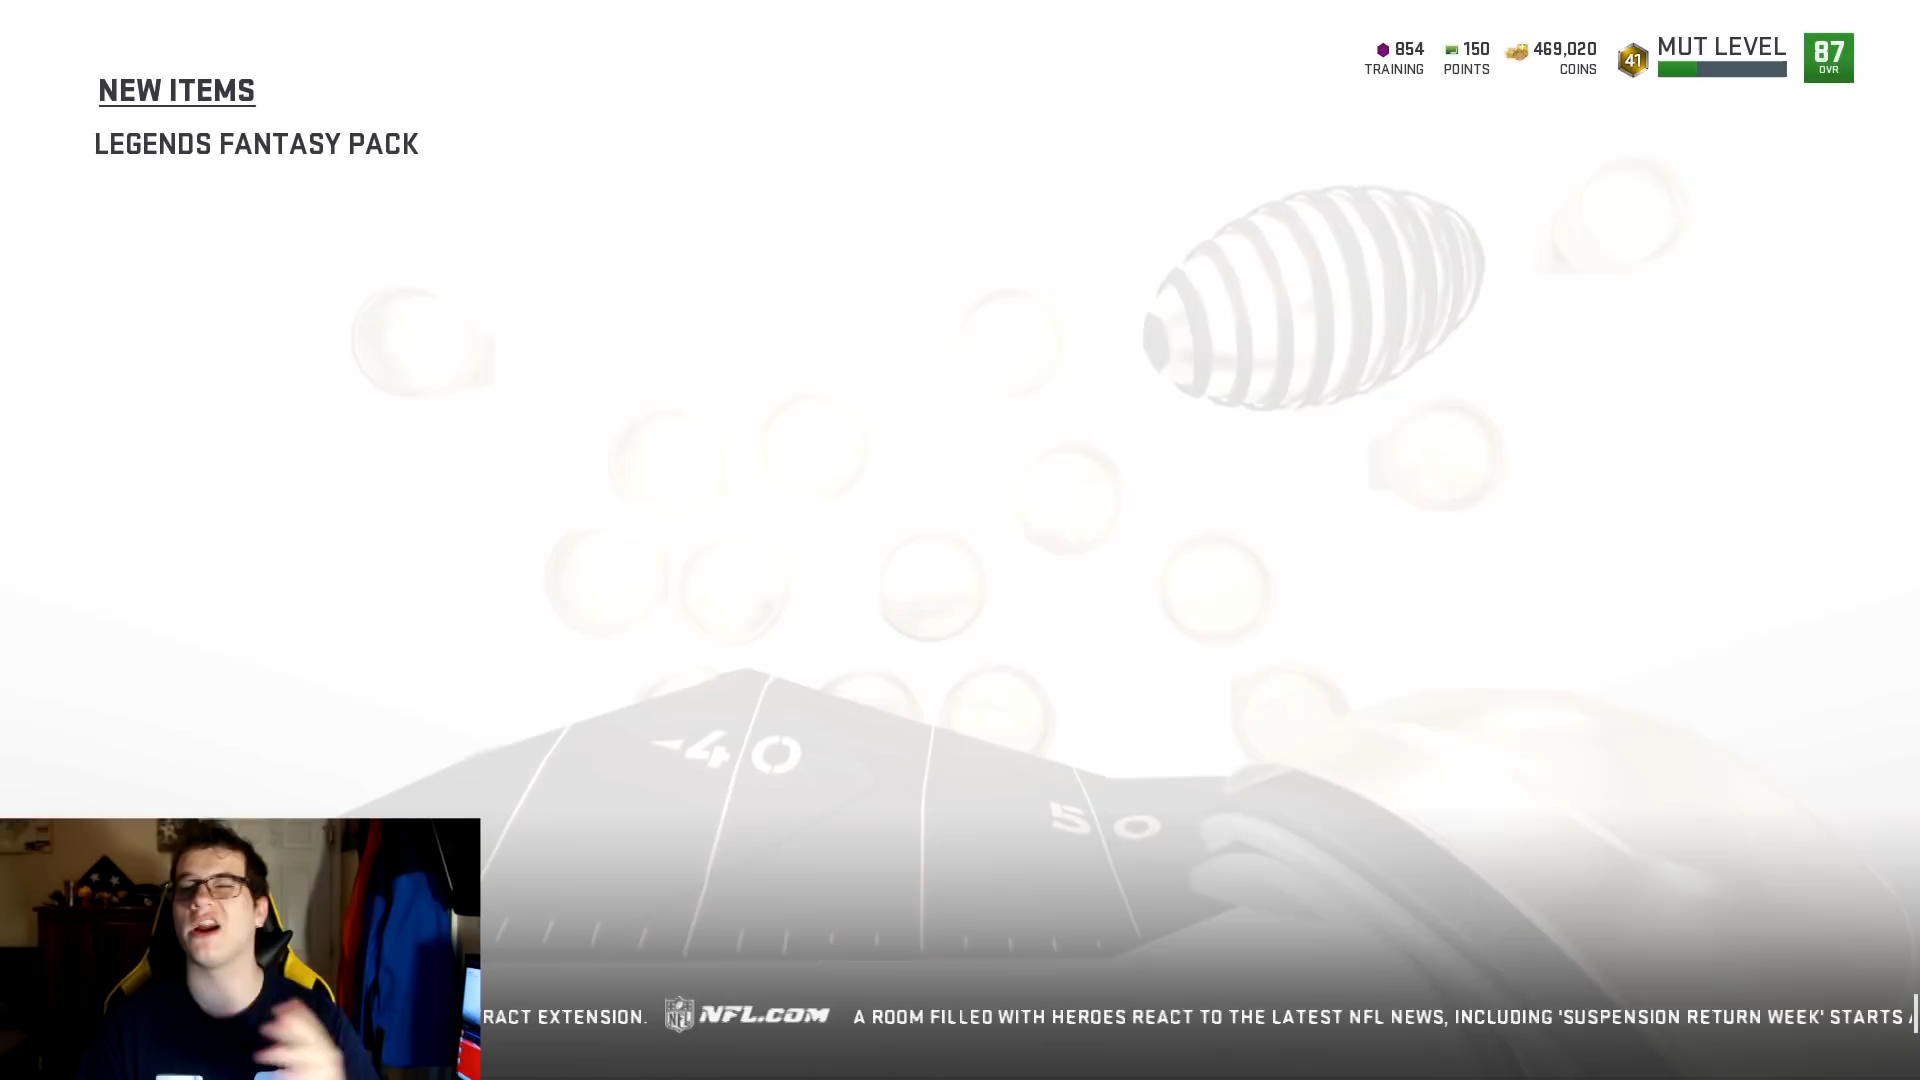 NEW ITEMS
LEGENDS FANTASY PACK
854
TRAINING
150
POINTS
469,020
COINS
41
MUT LEVEL
87
OVR
40
50
RACT EXTENSION. NFL NFL.COM A ROOM FILLED WITH HEROES REACT TO THE LATEST NFL NEWS, INCLUDING 'SUSPENSION RETURN WEEK' STARTS